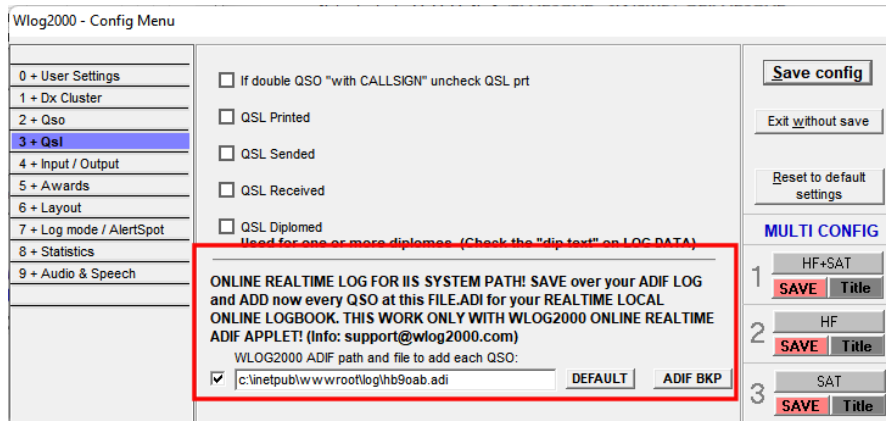 Wlog2000 - Config Menu
0 + User Settings
1 + Dx Cluster
2 + Qso
3 + Qsl
4 + Input / Output
5 + Awards
6 + Layout
7 + Log mode / AlertSpot
8 + Statistics
9 + Audio & Speech
If double QSO "with CALLSIGN" uncheck QSL prt
QSL Printed
QSL Sended
QSL Received
QSL Diplomed
Used for one or more diplomes (Check the "dip text" on LOG DATA)
ONLINE REALTIME LOG FOR IIS SYSTEM PATH! SAVE over your ADIF LOG
and ADD now every QSO at this FILE.ADI for your REALTIME LOCAL
ONLINE LOGBOOK. THIS WORK ONLY WITH WLOG2000 ONLINE REALTIME
ADIF APPLET! (Info: support@wlog2000.com)
WLOG2000 ADIF path and file to add each QSO:
c:\inetpub\wwwroot\log\hb9oab.adi
DEFAULT
ADIF BKP
Save config
Exit without save
Reset to default
settings
MULTI CONFIG
1
HF+SAT
SAVE
Title
2
HF
SAVE
Title
3
SAT
SAVE
Title